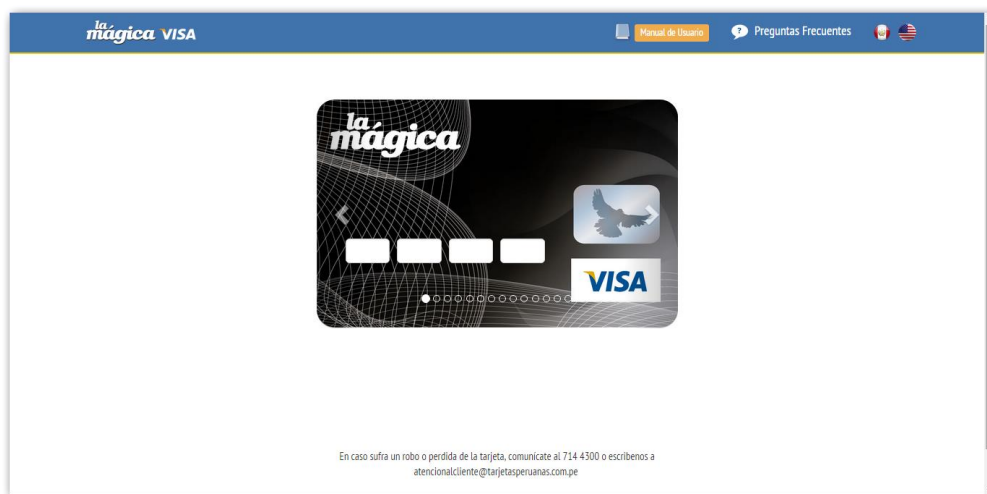 la mágica VISA
Manual de Usuario
Preguntas Frecuentes
la
mágica
VISA
En caso sufra un robo o perdida de la tarjeta, comunícate al 714 4300 o escribenos a
atencionalcliente@tarjetasperuanas.com.pe